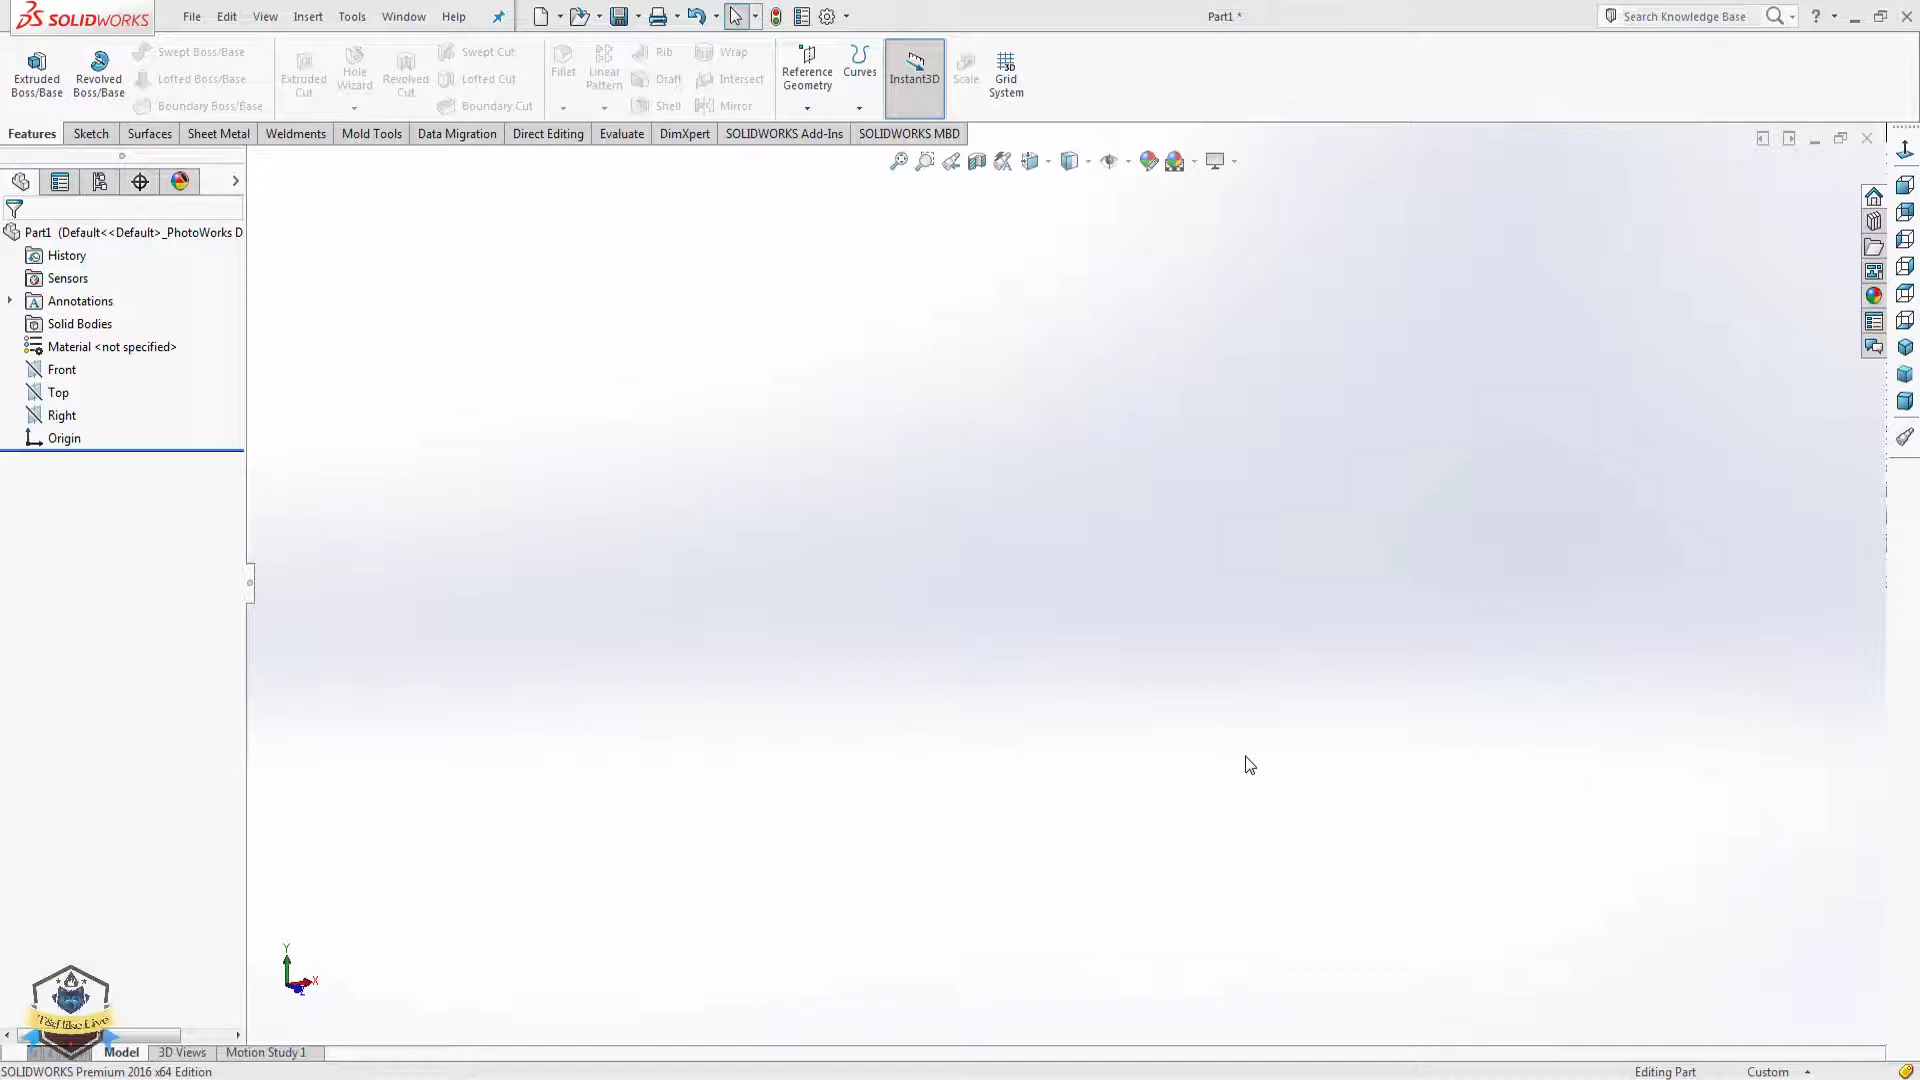 SOLIDWORKS File Edit View Insert Tools Window Help Part1 * Search Knowledge Base ?
Extruded Boss/Base
Revolved Boss/Base
Swept Boss/Base
Lofted Boss/Base
Boundary Boss/Base
Extruded Cut
Hole Wizard
Revolved Cut
Swept Cut
Lofted Cut
Boundary Cut
Fillet
Linear Pattern
Rib
Draft
Shell
Wrap
Intersect
Mirror
Reference Geometry
Curves
Instant3D
Scale
3D Grid System
Features Sketch Surfaces Sheet Metal Weldments Mold Tools Data Migration Direct Editing Evaluate DimXpert SOLIDWORKS Add-Ins SOLIDWORKS MBD
Part1 (Default<<Default>_PhotoWorks D
History
Sensors
A Annotations
Solid Bodies
Material <not specified>
Front
Top
Right
Origin
Y
X
Z
Model 3D Views Motion Study 1
SOLIDWORKS Premium 2016 x64 Edition Editing Part Custom